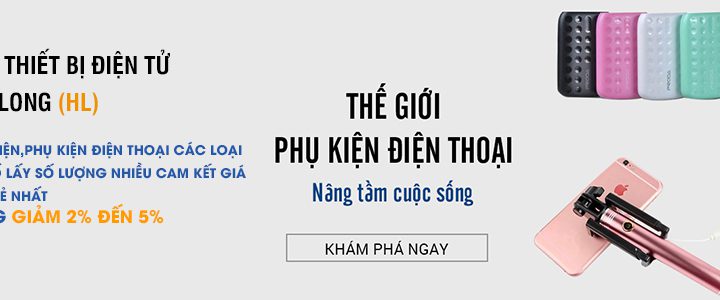 THIẾT BỊ ĐIỆN TỬ
LONG (HL)
IỆN,PHỤ KIỆN ĐIỆN THOẠI CÁC LOẠI
LẤY SỐ LƯỢNG NHIỀU CAM KẾT GIÁ
Ẻ NHẤT
GIẢM 2% ĐẾN 5%
THẾ GIỚI
PHỤ KIỆN ĐIỆN THOẠI
Nâng tầm cuộc sống
KHÁM PHÁ NGAY